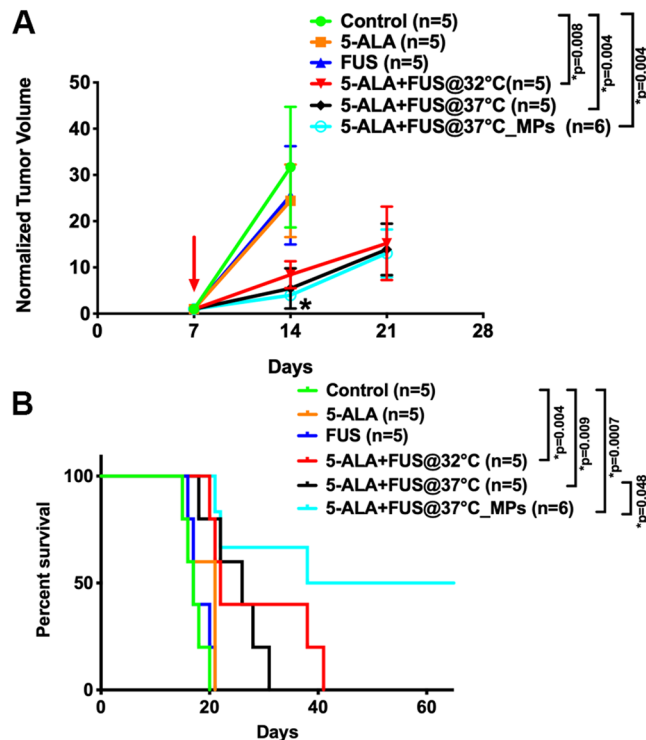 A
Control (n=5)
5-ALA (n=5)
FUS (n=5)
5-ALA+FUS@32°C(n=5)
5-ALA+FUS@37°C (n=5)
5-ALA+FUS@37°C_MPs (n=6)
*p=0.008
*p=0.004
*p=0.004
Normalized Tumor Volume
50
40
30
20
10
0
*
0 7 14 21 28
Days
B
Control (n=5)
5-ALA (n=5)
FUS (n=5)
5-ALA+FUS@32°C (n=5)
5-ALA+FUS@37°C (n=5)
5-ALA+FUS@37°C_MPs (n=6)
*p=0.004
*p=0.009
*p=0.0007
*p=0.048
Percent survival
100
50
0
0 20 40 60
Days